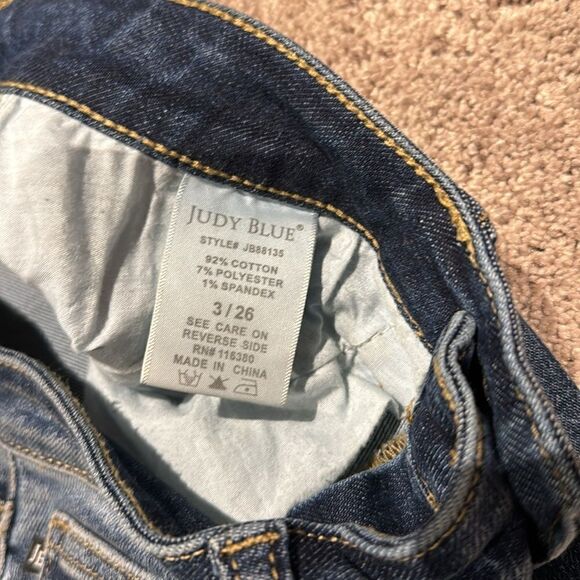 JUDY BLUE®
STYLE# JB88135
92% COTTON
7% POLYESTER
1% SPANDEX
3 / 26
SEE CARE ON
REVERSE SIDE
RN# 116380
MADE IN CHINA